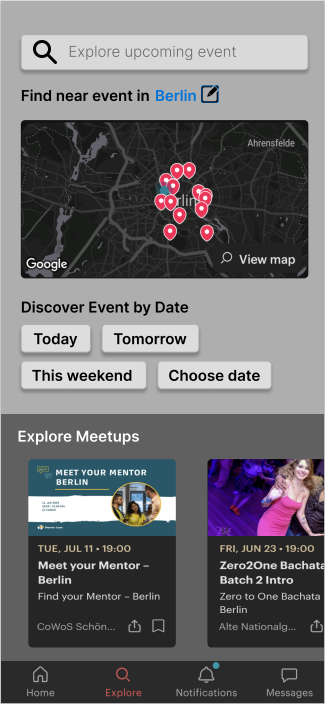 Explore upcoming event
Find near event in Berlin
Ahrensfelde
Google
View map
Discover Event by Date
Today
Tomorrow
This weekend
Choose date
Explore Meetups
MEET YOUR MENTOR
BERLIN
TUE, JUL 11 • 19:00
Meet your Mentor –
Berlin
Find your Mentor – Berlin
CoWoS Schön...
FRI, JUN 23 • 19:00
Zero2One Bachata
Batch 2 Intro
Zero to One Bachata
Berlin
Alte Nationalg...
Home
Explore
Notifications
Messages